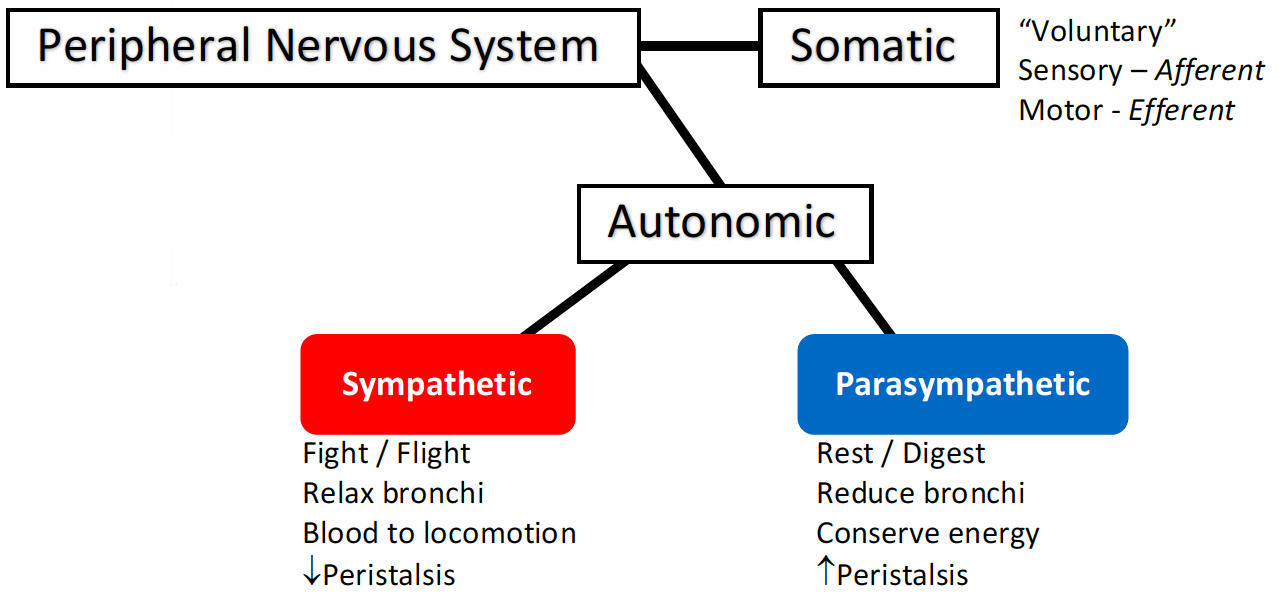 Peripheral Nervous System
Somatic
“Voluntary”
Sensory – Afferent
Motor - Efferent
Autonomic
Sympathetic
Fight / Flight
Relax bronchi
Blood to locomotion
↓Peristalsis
Parasympathetic
Rest / Digest
Reduce bronchi
Conserve energy
↑Peristalsis